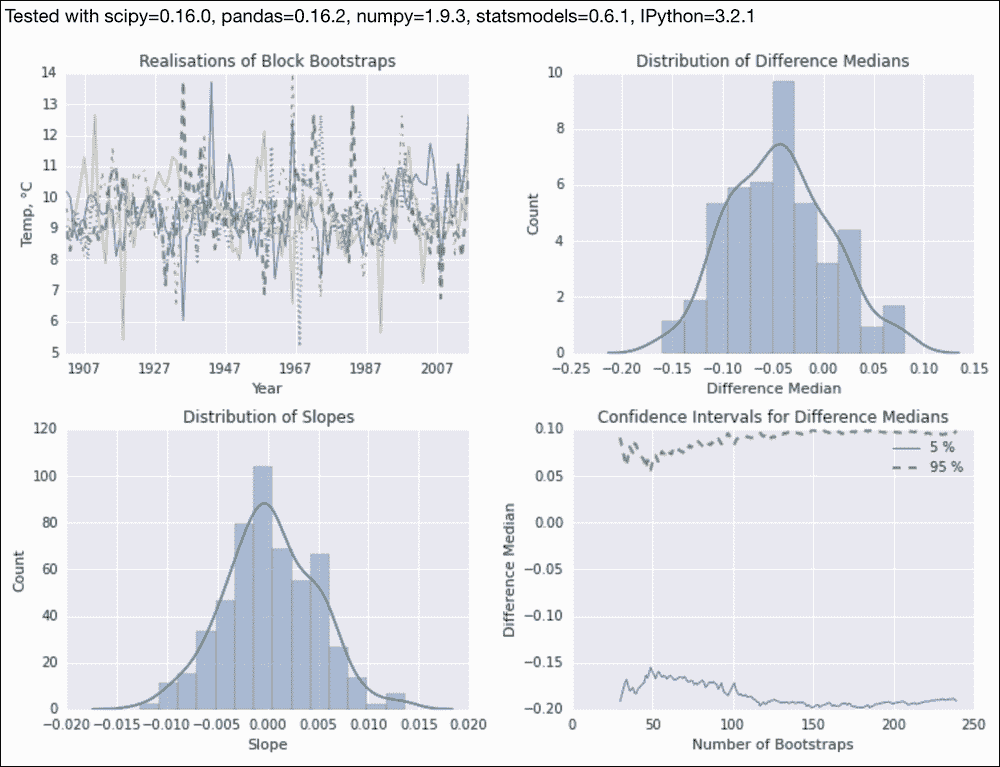 Tested with scipy=0.16.0, pandas=0.16.2, numpy=1.9.3, statsmodels=0.6.1, IPython=3.2.1
Realisations of Block Bootstraps
14
13
12
11
10
9
8
7
6
5
Temp, °C
1907 1927 1947 1967 1987 2007
Year
Distribution of Difference Medians
10
8
6
4
2
0
Count
−0.25 −0.20 −0.15 −0.10 −0.05 0.00 0.05 0.10 0.15
Difference Median
Distribution of Slopes
120
100
80
60
40
20
0
Count
−0.020 −0.015 −0.010 −0.005 0.000 0.005 0.010 0.015 0.020
Slope
Confidence Intervals for Difference Medians
0.10
0.05
0.00
−0.05
−0.10
−0.15
−0.20
Difference Median
5 %
95 %
0 50 100 150 200 250
Number of Bootstraps